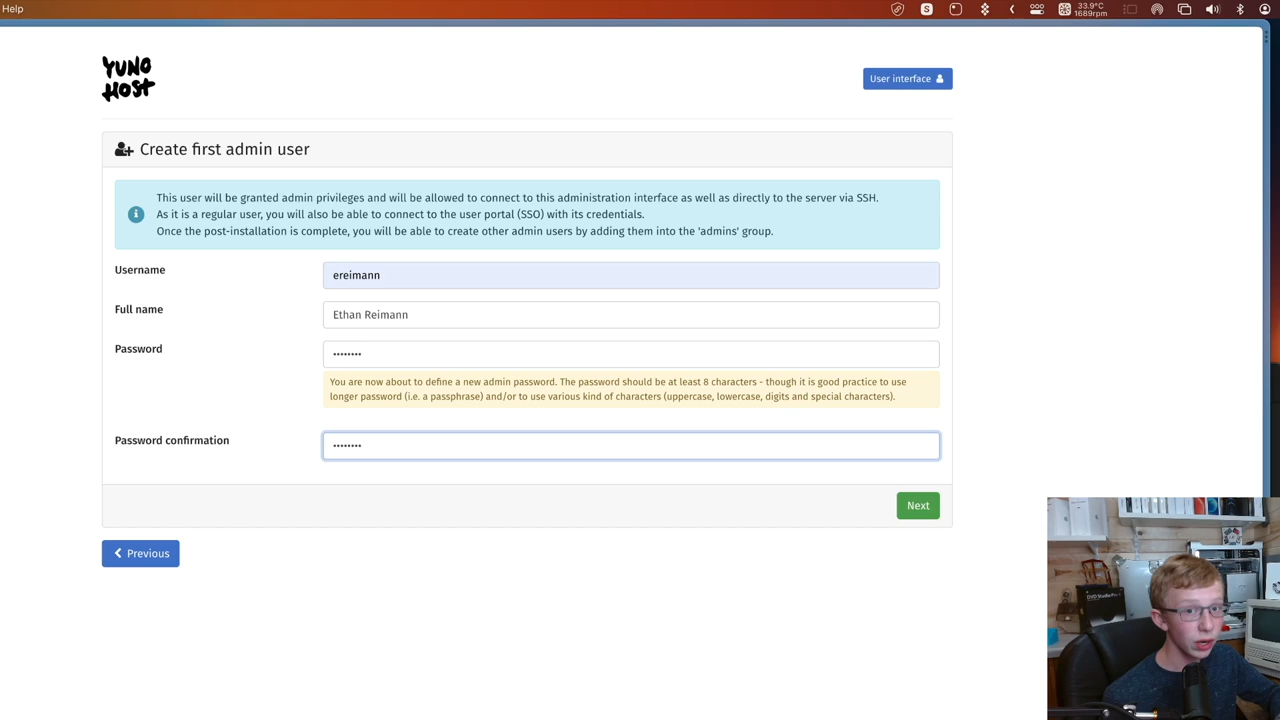 Help
S
33.9°C
1689rpm
YUNO
HOST
User interface
Create first admin user
This user will be granted admin privileges and will be allowed to connect to this administration interface as well as directly to the server via SSH.
As it is a regular user, you will also be able to connect to the user portal (SSO) with its credentials.
Once the post-installation is complete, you will be able to create other admin users by adding them into the 'admins' group.
Username
ereimann
Full name
Ethan Reimann
Password
••••••••
You are now about to define a new admin password. The password should be at least 8 characters - though it is good practice to use
longer password (i.e. a passphrase) and/or to use various kind of characters (uppercase, lowercase, digits and special characters).
Password confirmation
••••••••
Next
Previous
DVD Studio Pro